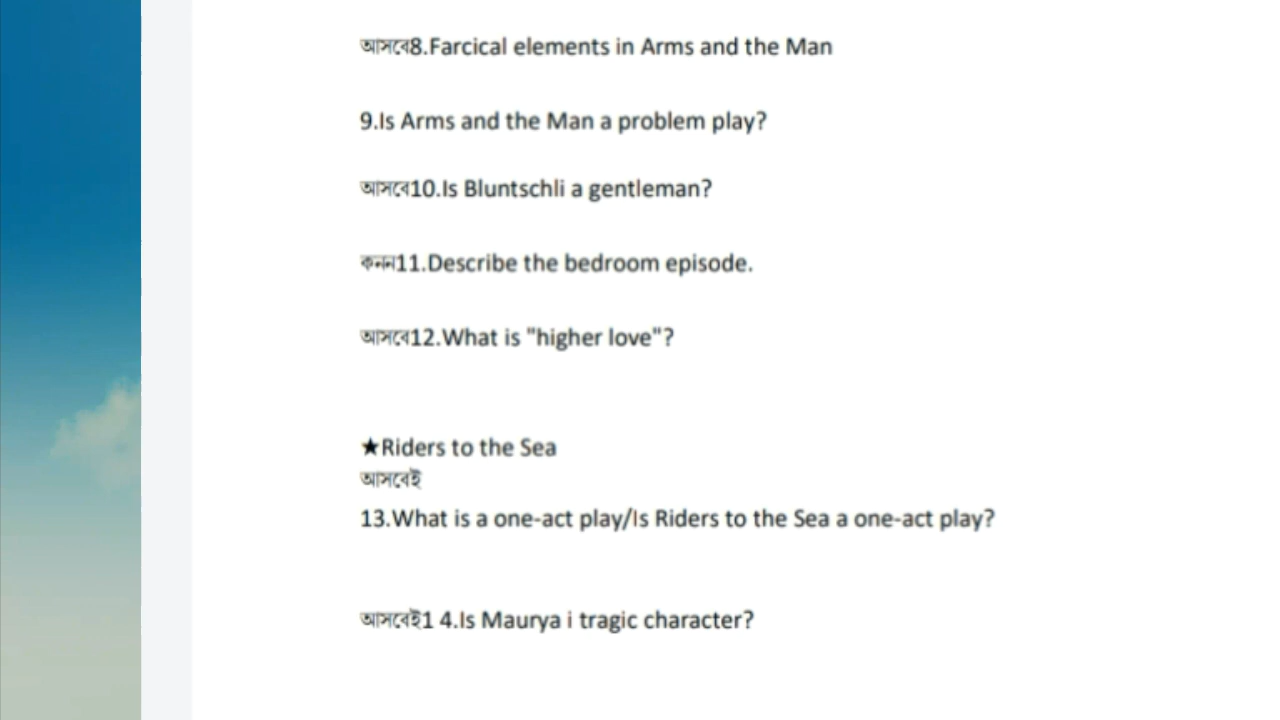 আসবে8.Farcical elements in Arms and the Man
9.Is Arms and the Man a problem play?
আসবে10.Is Bluntschli a gentleman?
কমন11.Describe the bedroom episode.
আসবে12.What is "higher love"?
★Riders to the Sea
আসবেই
13.What is a one-act play/Is Riders to the Sea a one-act play?
আসবেই1 4.Is Maurya i tragic character?